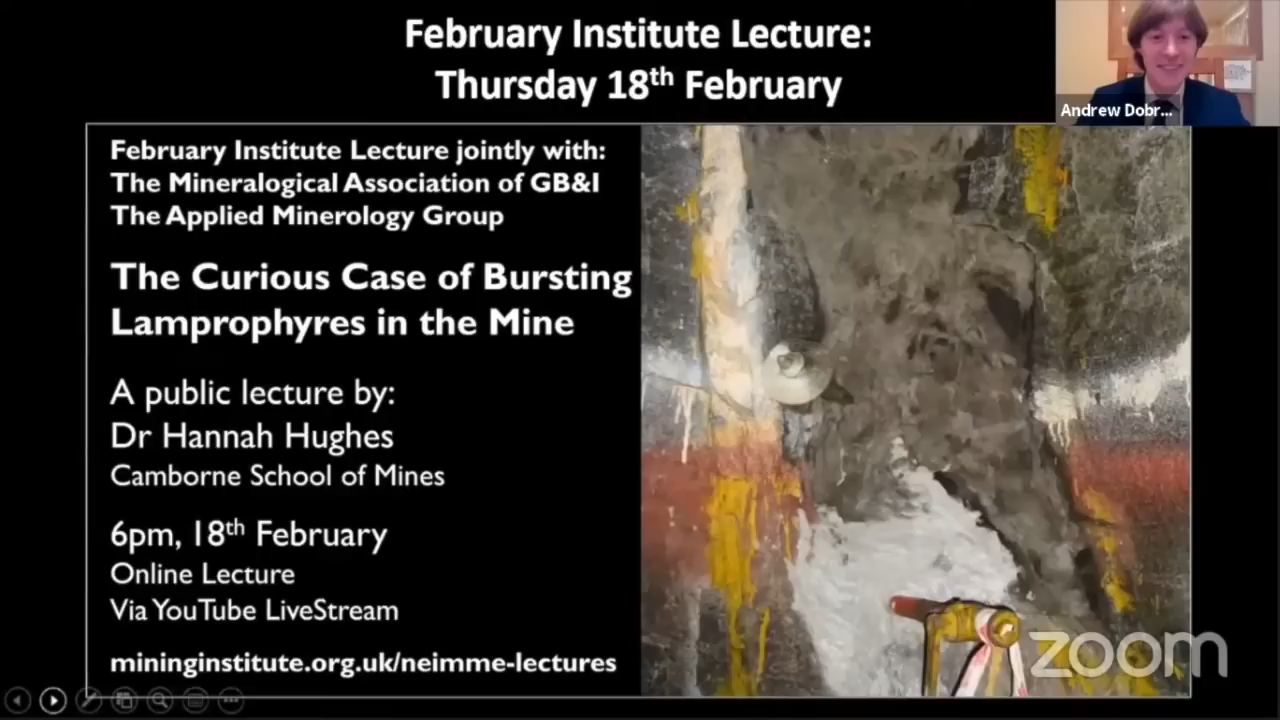 February Institute Lecture:
Thursday 18th February
Andrew Dobr...
February Institute Lecture jointly with:
The Mineralogical Association of GB&I
The Applied Minerology Group
The Curious Case of Bursting
Lamprophyres in the Mine
A public lecture by:
Dr Hannah Hughes
Camborne School of Mines
6pm, 18th February
Online Lecture
Via YouTube LiveStream
mininginstitute.org.uk/neimme-lectures
zoom